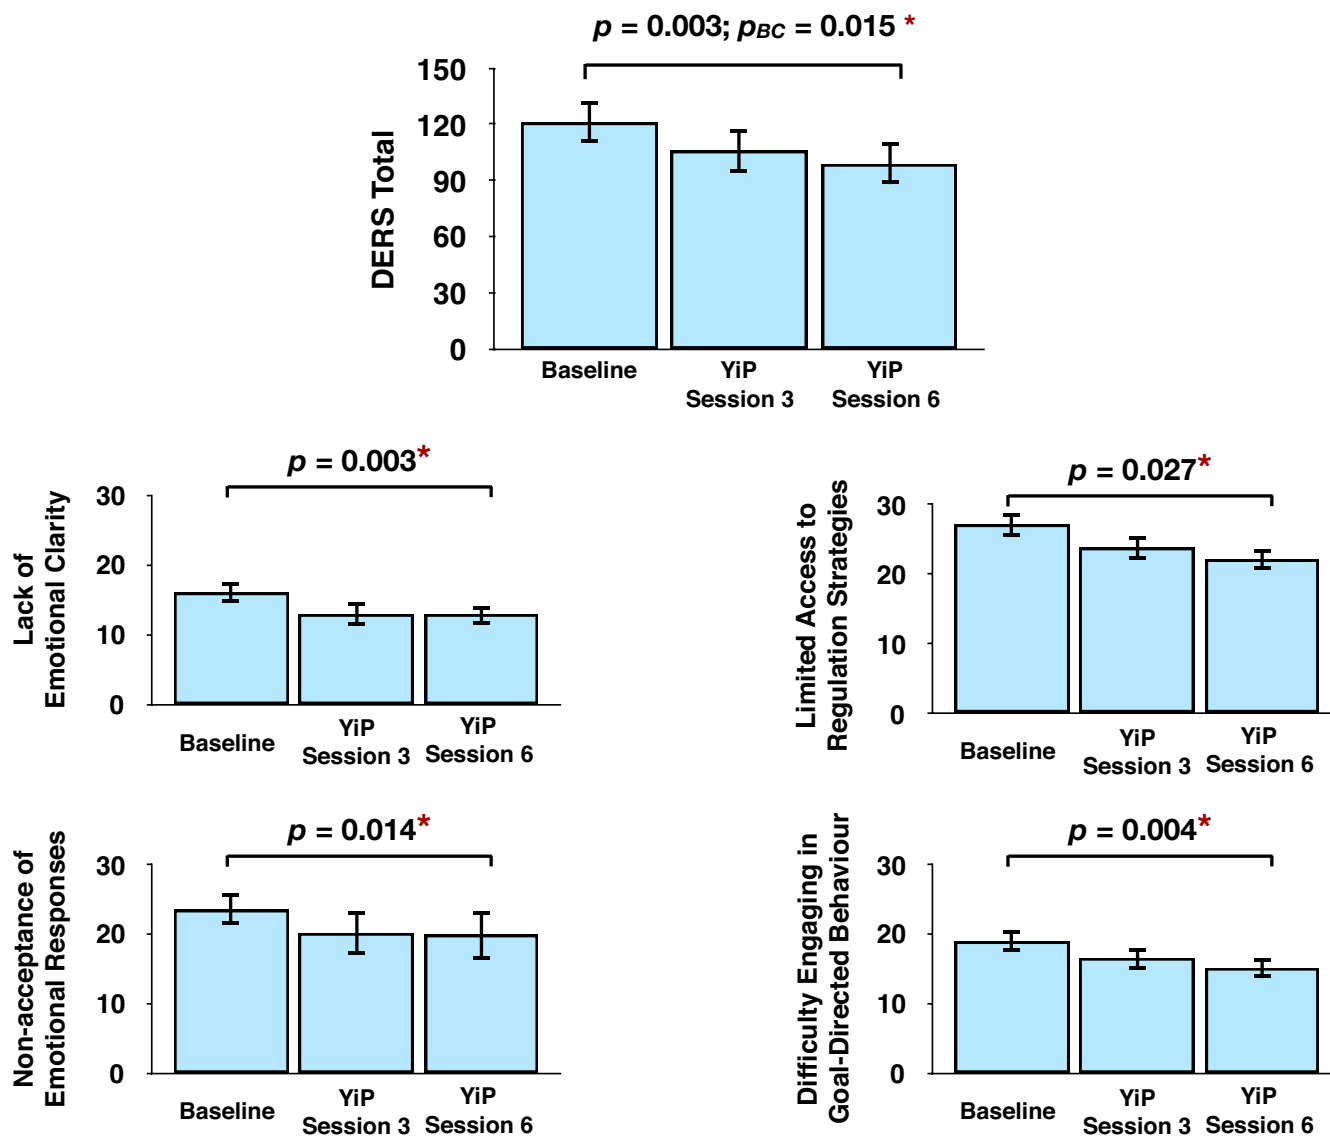 p = 0.003; pBC = 0.015 *
DERS Total
150
120
90
60
30
0
Baseline
YiP
Session 3
YiP
Session 6
p = 0.003*
Lack of
Emotional Clarity
30
20
10
0
Baseline
YiP
Session 3
YiP
Session 6
p = 0.027*
Limited Access to
Regulation Strategies
30
20
10
0
Baseline
YiP
Session 3
YiP
Session 6
p = 0.014*
Non-acceptance of
Emotional Responses
30
20
10
0
Baseline
YiP
Session 3
YiP
Session 6
p = 0.004*
Difficulty Engaging in
Goal-Directed Behaviour
30
20
10
0
Baseline
YiP
Session 3
YiP
Session 6